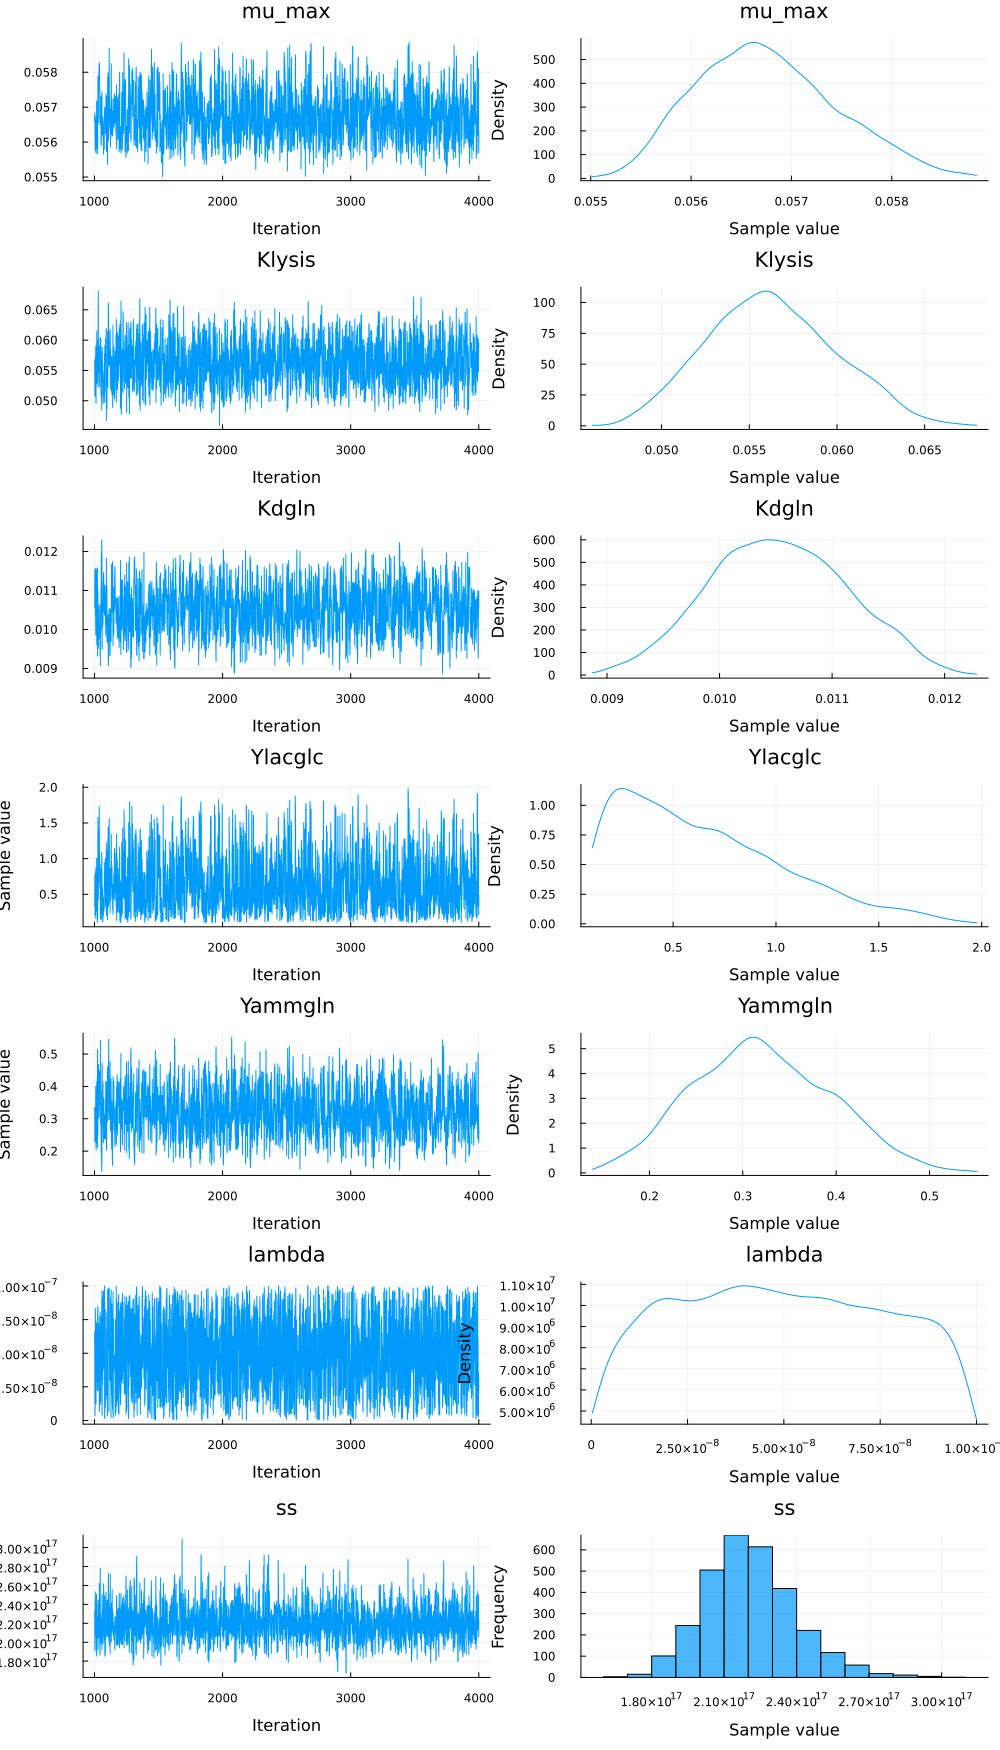 mu_max mu_max
0.058
0.057
0.056
0.055
Density
500
400
300
200
100
0
1000 2000 3000 4000
0.055 0.056 0.057 0.058
Iteration Sample value
Klysis Klysis
0.065
0.060
0.055
0.050
Density
100
75
50
25
0
1000 2000 3000 4000
0.050 0.055 0.060 0.065
Iteration Sample value
Kdgln Kdgln
0.012
0.011
0.010
0.009
Density
600
500
400
300
200
100
0
1000 2000 3000 4000
0.009 0.010 0.011 0.012
Iteration Sample value
Ylacglc Ylacglc
Sample value
2.0
1.5
1.0
0.5
Density
1.00
0.75
0.50
0.25
0.00
1000 2000 3000 4000
0.5 1.0 1.5 2.0
Iteration Sample value
Yammgln Yammgln
Sample value
0.5
0.4
0.3
0.2
Density
5
4
3
2
1
0
1000 2000 3000 4000
0.2 0.3 0.4 0.5
Iteration Sample value
lambda lambda
.00×10⁻⁷
.50×10⁻⁸
.00×10⁻⁸
.50×10⁻⁸
0
Density
1.10×10⁷
1.00×10⁷
9.00×10⁶
8.00×10⁶
7.00×10⁶
6.00×10⁶
5.00×10⁶
1000 2000 3000 4000
0 2.50×10⁻⁸ 5.00×10⁻⁸ 7.50×10⁻⁸ 1.00×10⁻
Iteration Sample value
ss ss
3.00×10¹⁷
2.80×10¹⁷
2.60×10¹⁷
2.40×10¹⁷
2.20×10¹⁷
2.00×10¹⁷
1.80×10¹⁷
Frequency
600
500
400
300
200
100
0
1000 2000 3000 4000
1.80×10¹⁷ 2.10×10¹⁷ 2.40×10¹⁷ 2.70×10¹⁷ 3.00×10¹⁷
Iteration Sample value